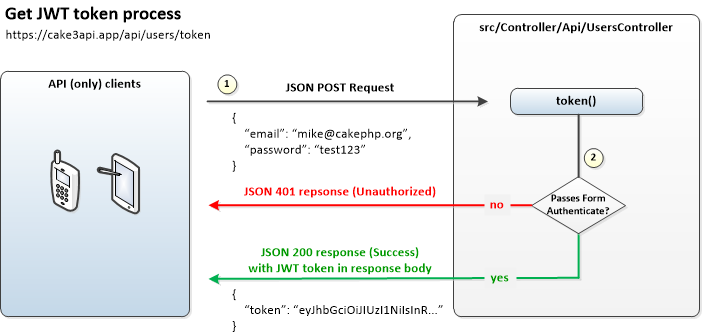 Get JWT token process
https://cake3api.app/api/users/token
src/Controller/Api/UsersController
API (only) clients
1
JSON POST Request
token()
{
"email": "mike@cakephp.org",
"password": "test123"
}
2
JSON 401 repsonse (Unauthorized)
no
Passes Form
Authenticate?
JSON 200 response (Success)
with JWT token in response body
yes
{
"token": "eyJhbGciOiJIUzI1NiIsInR..."
}